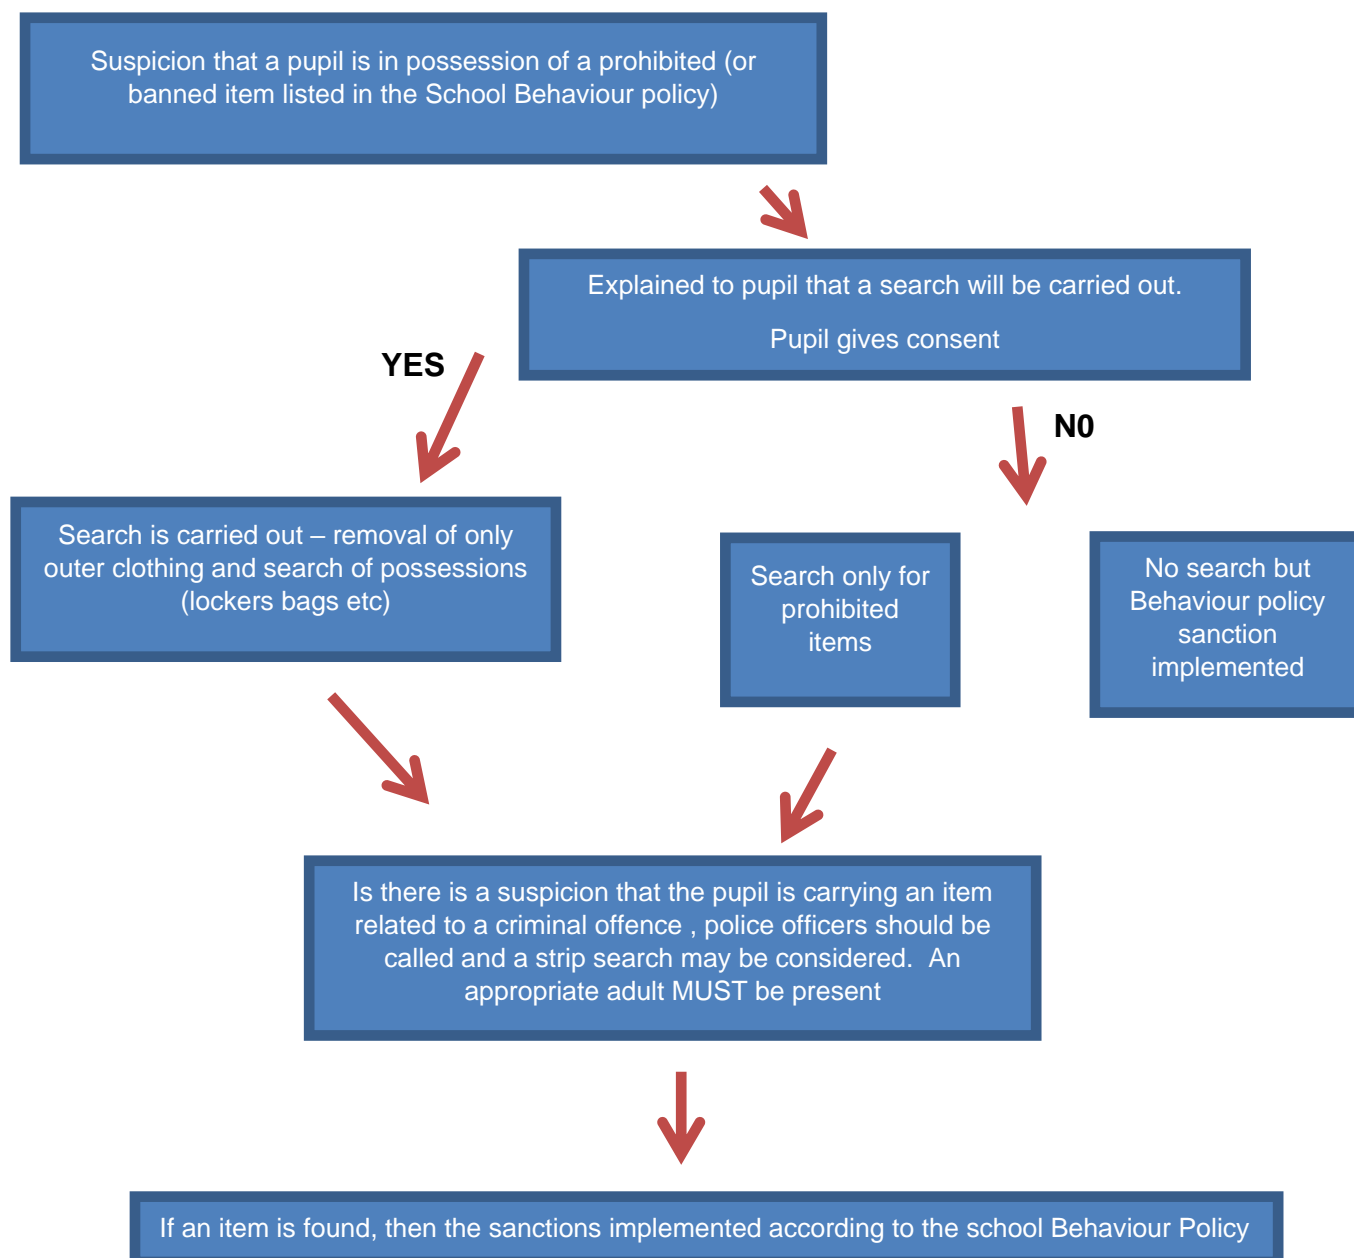 Suspicion that a pupil is in possession of a prohibited (or
banned item listed in the School Behaviour policy)
Explained to pupil that a search will be carried out.
Pupil gives consent
YES
N0
Search is carried out – removal of only
outer clothing and search of possessions
(lockers bags etc)
Search only for
prohibited
items
No search but
Behaviour policy
sanction
implemented
Is there is a suspicion that the pupil is carrying an item
related to a criminal offence , police officers should be
called and a strip search may be considered.  An
appropriate adult MUST be present
If an item is found, then the sanctions implemented according to the school Behaviour Policy